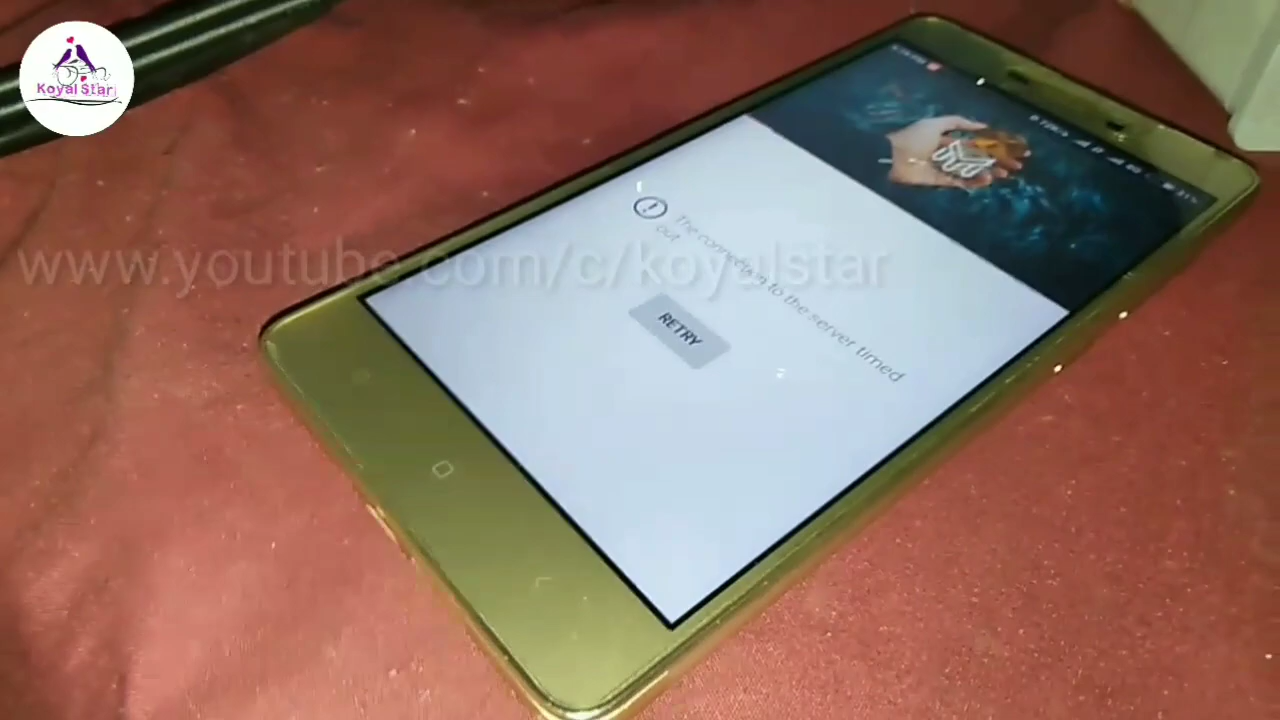 Koyal Star
www.youtube.com/c/koyalstar
The connection to the server timed
out
RETRY